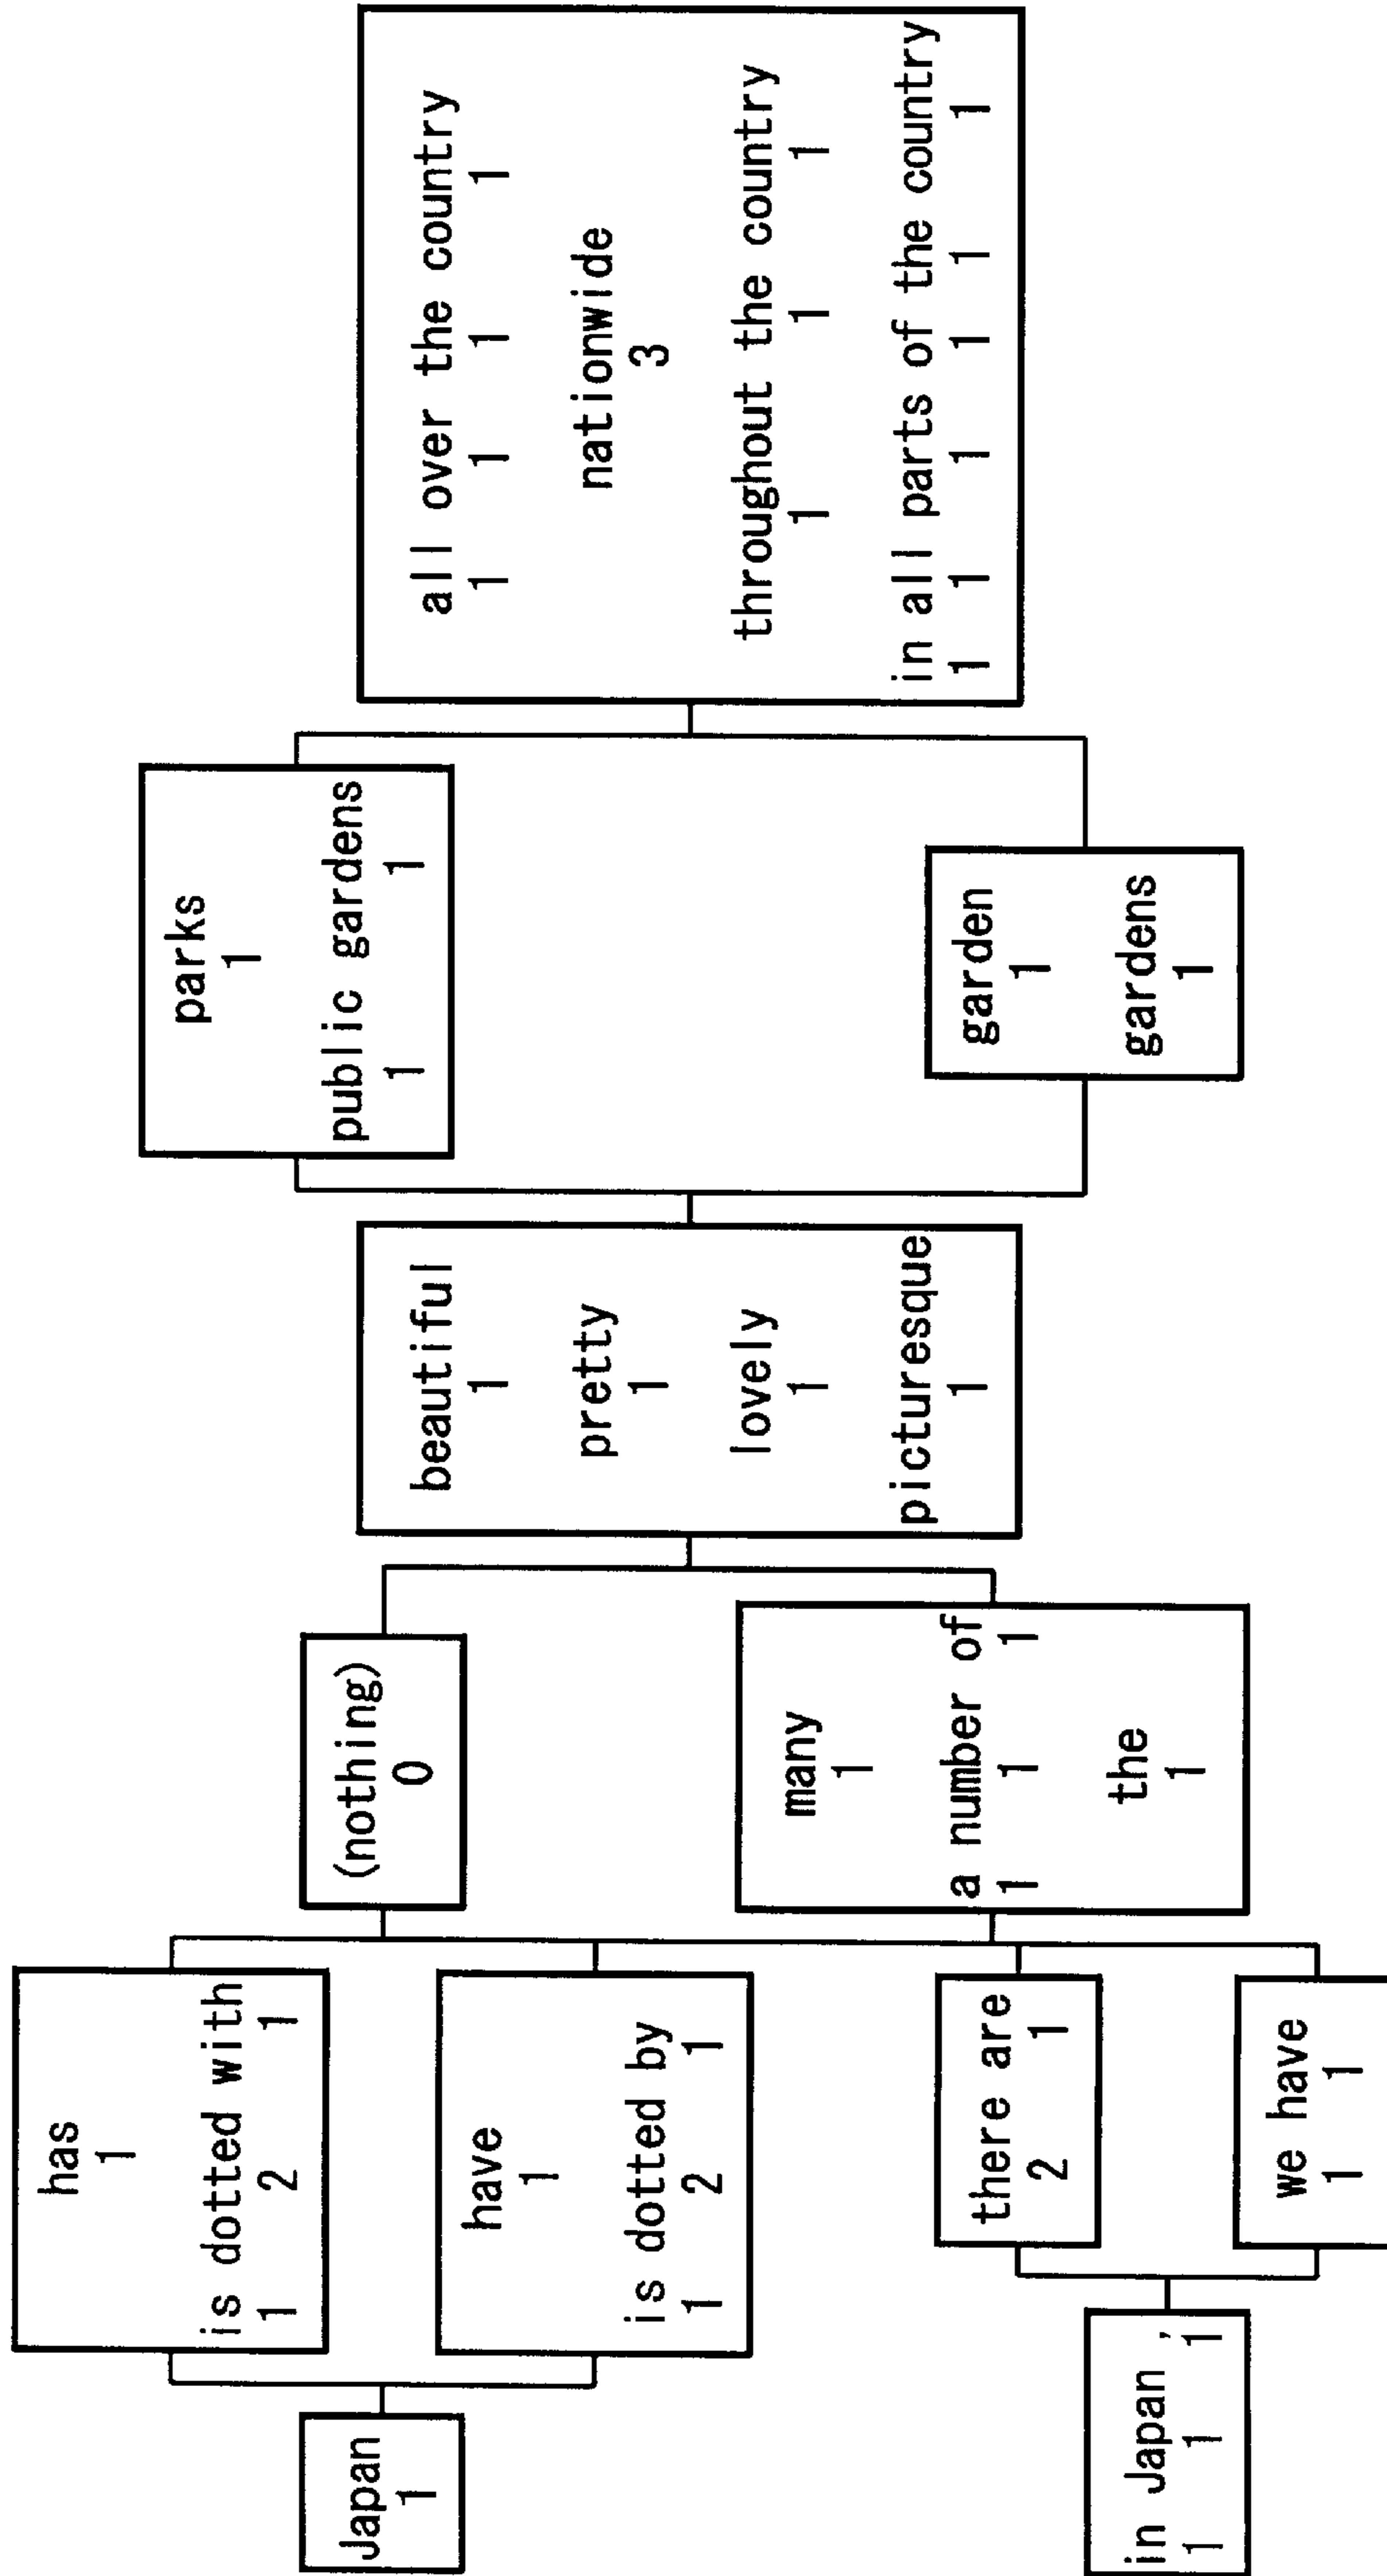 Japan
1
in Japan ,
1 1 1
has
1
is dotted with
1 2 1
have
1
is dotted by
1 2 1
there are
2 1
we have
1 1
(nothing)
0
many
1
a number of
1 1 1
the
1
beautiful
1
pretty
1
lovely
1
picturesque
1
parks
1
public gardens
1 1
garden
1
gardens
1
all over the country
1 1 1 1
nationwide
3
throughout the country
1 1 1
in all parts of the country
1 1 1 1 1 1